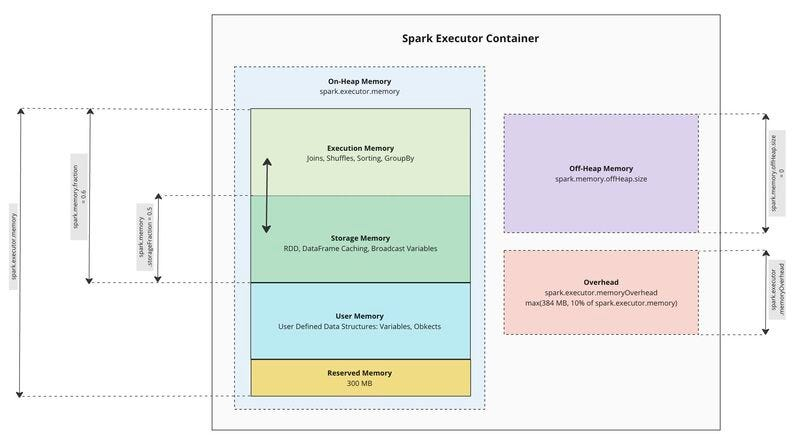 Spark Executor Container
On-Heap Memory
spark.executor.memory
Execution Memory
Joins, Shuffles, Sorting, GroupBy
Storage Memory
RDD, DataFrame Caching, Broadcast Variables
User Memory
User Defined Data Structures: Variables, Obkects
Reserved Memory
300 MB
Off-Heap Memory
spark.memory.offHeap.size
Overhead
spark.executor.memoryOverhead
max(384 MB, 10% of spark.executor.memory)
spark.executor.memory
spark.memory.fraction
= 0.6
spark.memory
.storageFraction = 0.5
spark.memory.offHeap.size
= 0
spark.executor
.memoryOverhead